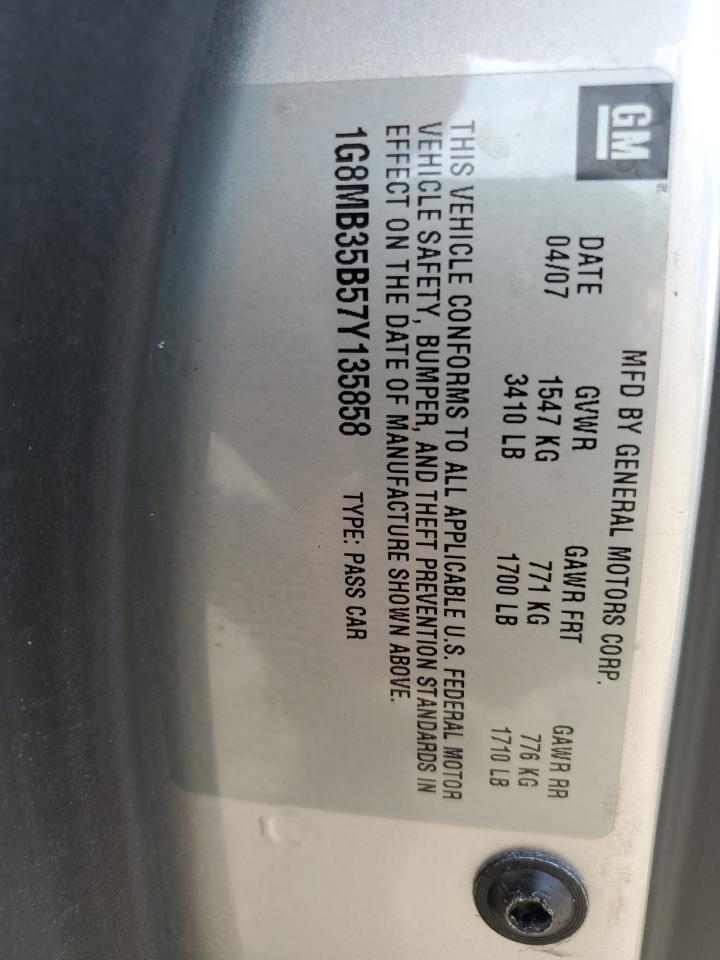 GM
MFD BY GENERAL MOTORS CORP.
DATE GVWR GAWR FRT GAWR RR
04/07 1547 KG 771 KG 776 KG
3410 LB 1700 LB 1710 LB
THIS VEHICLE CONFORMS TO ALL APPLICABLE U.S. FEDERAL MOTOR
VEHICLE SAFETY, BUMPER, AND THEFT PREVENTION STANDARDS IN
EFFECT ON THE DATE OF MANUFACTURE SHOWN ABOVE.
1G8MB35B57Y135858 TYPE: PASS CAR